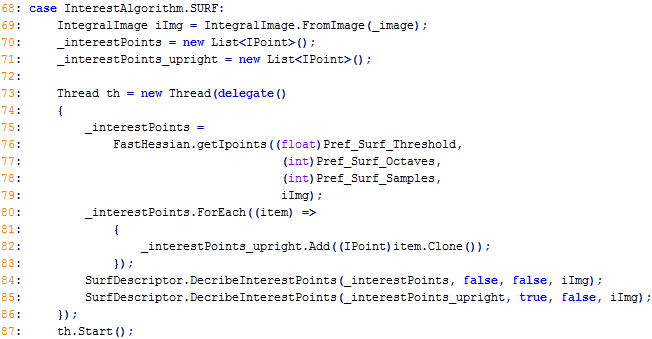 68: case InterestAlgorithm.SURF:
69:     IntegralImage iImg = IntegralImage.FromImage(_image);
70:     _interestPoints = new List<IPoint>();
71:     _interestPoints_upright = new List<IPoint>();
72:
73:     Thread th = new Thread(delegate()
74:     {
75:         _interestPoints =
76:             FastHessian.getIpoints((float)Pref_Surf_Threshold,
77:                                    (int)Pref_Surf_Octaves,
78:                                    (int)Pref_Surf_Samples,
79:                                    iImg);
80:         _interestPoints.ForEach((item) =>
81:             {
82:                 _interestPoints_upright.Add((IPoint)item.Clone());
83:             });
84:         SurfDescriptor.DecribeInterestPoints(_interestPoints, false, false, iImg);
85:         SurfDescriptor.DecribeInterestPoints(_interestPoints_upright, true, false, iImg);
86:     });
87:     th.Start();